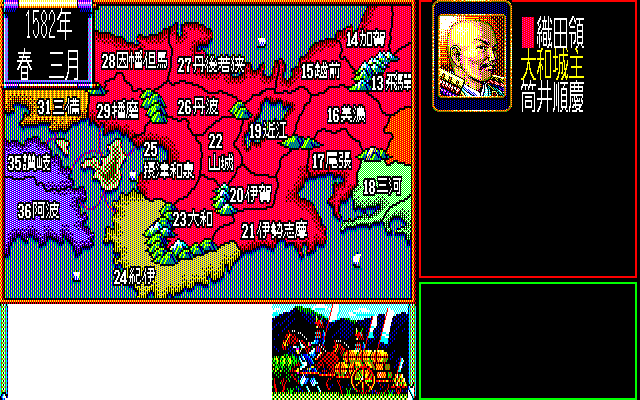 1582年
春 三月
14加賀
28因幡但馬
27丹後若狹
15越前
13飛騨
31三備
29播磨
26丹波
16美濃
19近江
25
摂津和泉
22
山城
17尾張
35讃岐
18三河
20伊賀
36阿波
23大和
21伊勢志摩
24紀伊
織田領
大和城主
筒井順慶